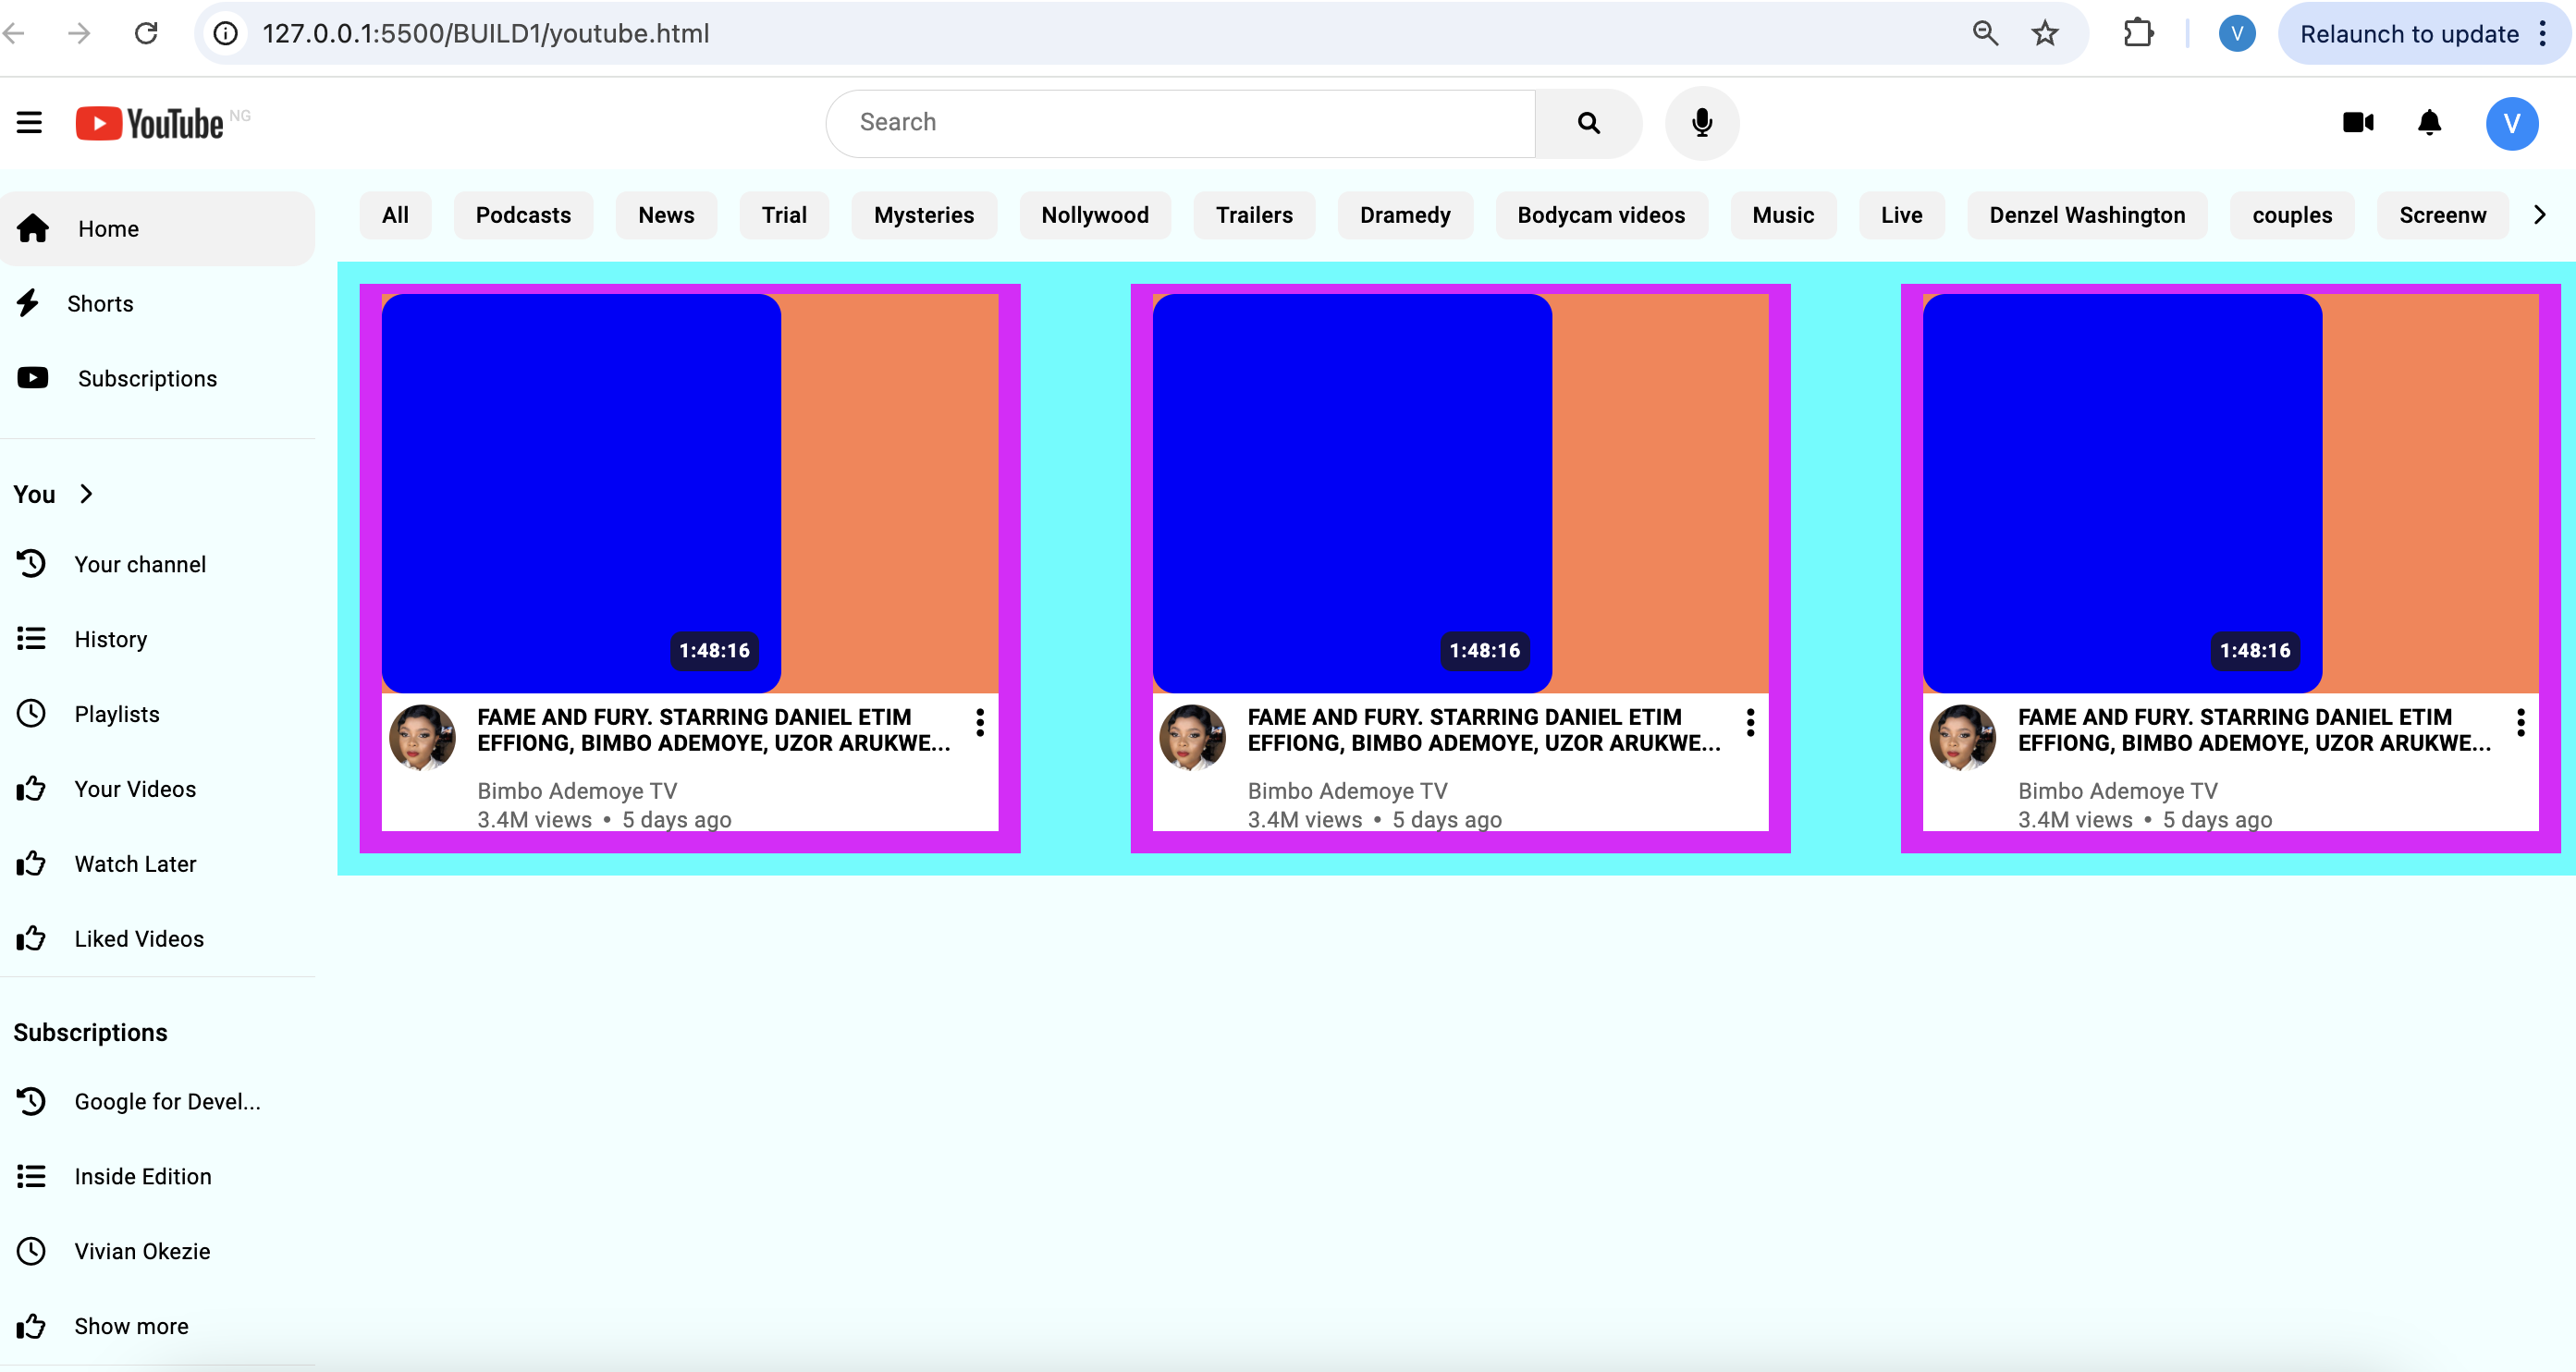 127.0.0.1:5500/BUILD1/youtube.html
V
Relaunch to update
YouTube NG
Search
V
All Podcasts News Trial Mysteries Nollywood Trailers Dramedy Bodycam videos Music Live Denzel Washington couples Screenw
Home
Shorts
Subscriptions
You
Your channel
History
Playlists
Your Videos
Watch Later
Liked Videos
Subscriptions
Google for Devel...
Inside Edition
Vivian Okezie
Show more
1:48:16
FAME AND FURY. STARRING DANIEL ETIM
EFFIONG, BIMBO ADEMOYE, UZOR ARUKWE...
Bimbo Ademoye TV
3.4M views • 5 days ago
1:48:16
FAME AND FURY. STARRING DANIEL ETIM
EFFIONG, BIMBO ADEMOYE, UZOR ARUKWE...
Bimbo Ademoye TV
3.4M views • 5 days ago
1:48:16
FAME AND FURY. STARRING DANIEL ETIM
EFFIONG, BIMBO ADEMOYE, UZOR ARUKWE...
Bimbo Ademoye TV
3.4M views • 5 days ago